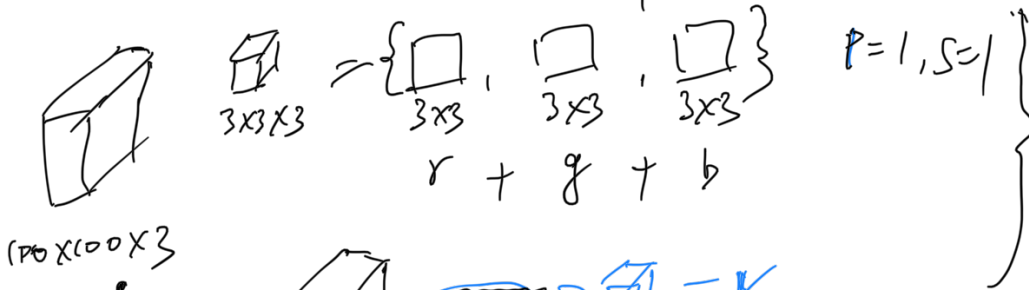 = { , , } P=1, S=1
3x3x3 3x3 3x3 3x3
r + g + b
100x100x3